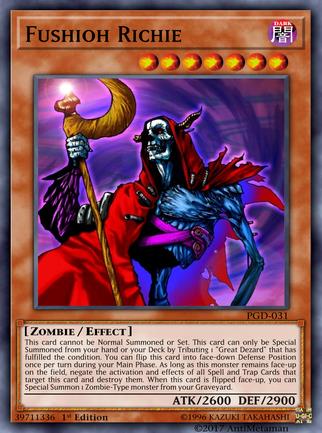 Fushioh Richie
DARK
闇
PGD-031
[Zombie / Effect]
This card cannot be Normal Summoned or Set. This card can only be Special
Summoned from your hand or your Deck by Tributing 1 "Great Dezard" that has
fulfilled the condition. You can flip this card into face-down Defense Position
once per turn during your Main Phase. As long as this monster remains face-up
on the field, negate the activation and effects of all Spell and Trap Cards that
target this card and destroy them. When this card is flipped face-up, you can
Special Summon 1 Zombie-Type monster from your Graveyard.
ATK/2600 DEF/2900
39711336 1st Edition ©1996 KAZUKI TAKAHASHI
©2017 AntiMetaman